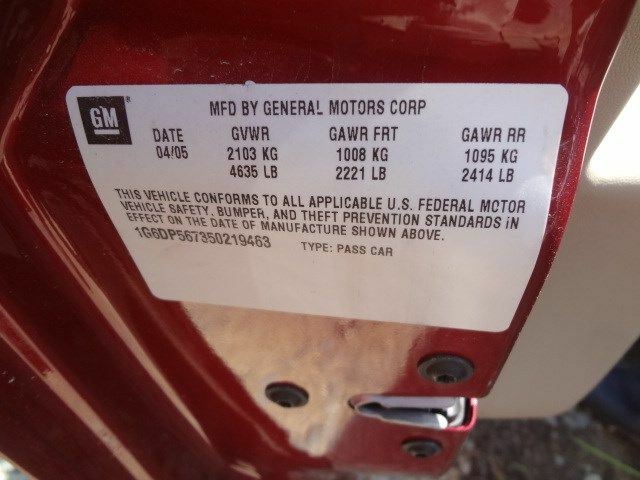 GM ® MFD BY GENERAL MOTORS CORP
DATE GVWR GAWR FRT GAWR RR
04/05 2103 KG 1008 KG 1095 KG
4635 LB 2221 LB 2414 LB
THIS VEHICLE CONFORMS TO ALL APPLICABLE U.S. FEDERAL MOTOR
VEHICLE SAFETY, BUMPER, AND THEFT PREVENTION STANDARDS IN
EFFECT ON THE DATE OF MANUFACTURE SHOWN ABOVE.
1G6DP567350219463 TYPE: PASS CAR